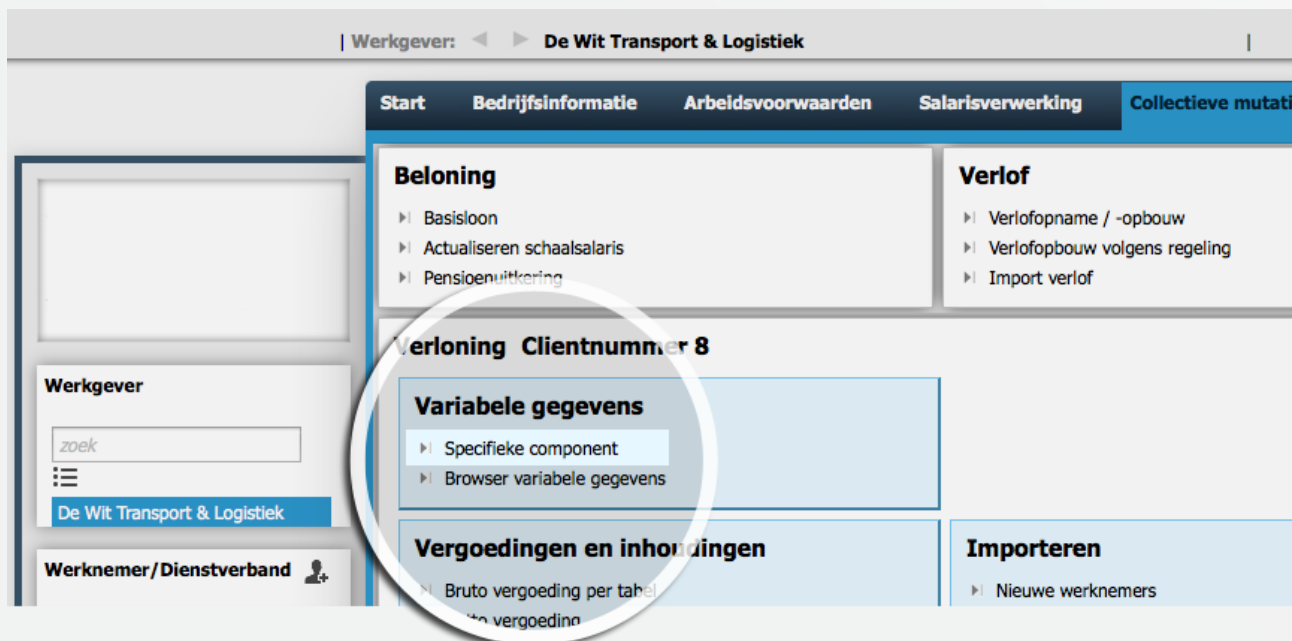 | Werkgever: De Wit Transport & Logistiek |
Start Bedrijfsinformatie Arbeidsvoorwaarden Salarisverwerking Collectieve mutati
Beloning
Basisloon
Actualiseren schaalsalaris
Pensioenuitkering
Verlof
Verlofopname / -opbouw
Verlofopbouw volgens regeling
Import verlof
Werkgever
zoek
De Wit Transport & Logistiek
Werknemer/Dienstverband
Verloning Clientnummer 8
Variabele gegevens
Specifieke component
Browser variabele gegevens
Vergoedingen en inhoudingen
Bruto vergoeding per tabel
vergoeding
Importeren
Nieuwe werknemers